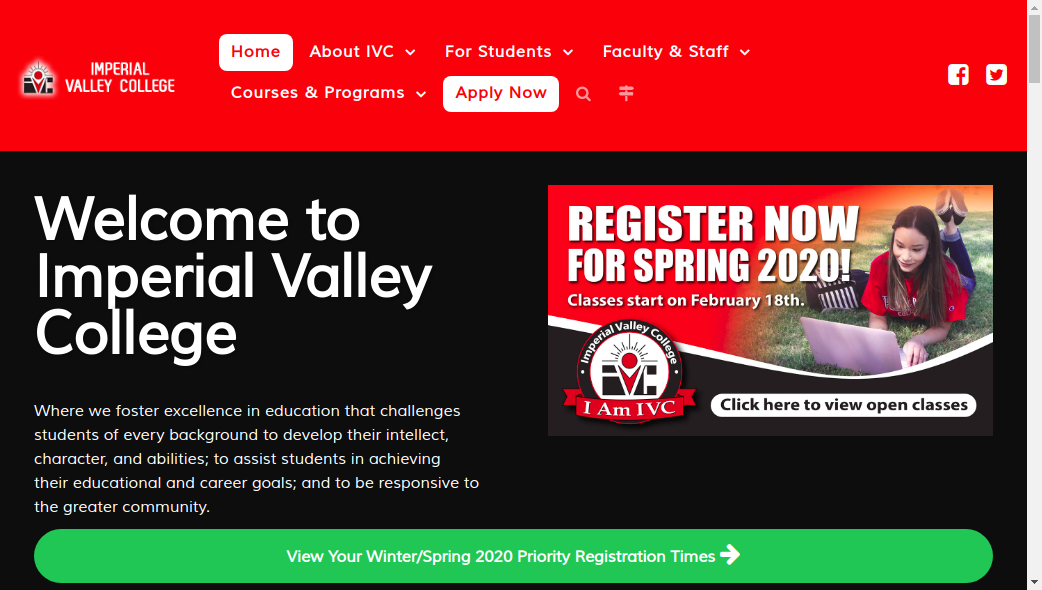 IMPERIAL
VALLEY COLLEGE
Home About IVC For Students Faculty & Staff
Courses & Programs Apply Now
Welcome to
Imperial Valley
College
Where we foster excellence in education that challenges
students of every background to develop their intellect,
character, and abilities; to assist students in achieving
their educational and career goals; and to be responsive to
the greater community.
REGISTER NOW
FOR SPRING 2020!
Classes start on February 18th.
Imperial Valley College
IVC
I Am IVC
Click here to view open classes
View Your Winter/Spring 2020 Priority Registration Times